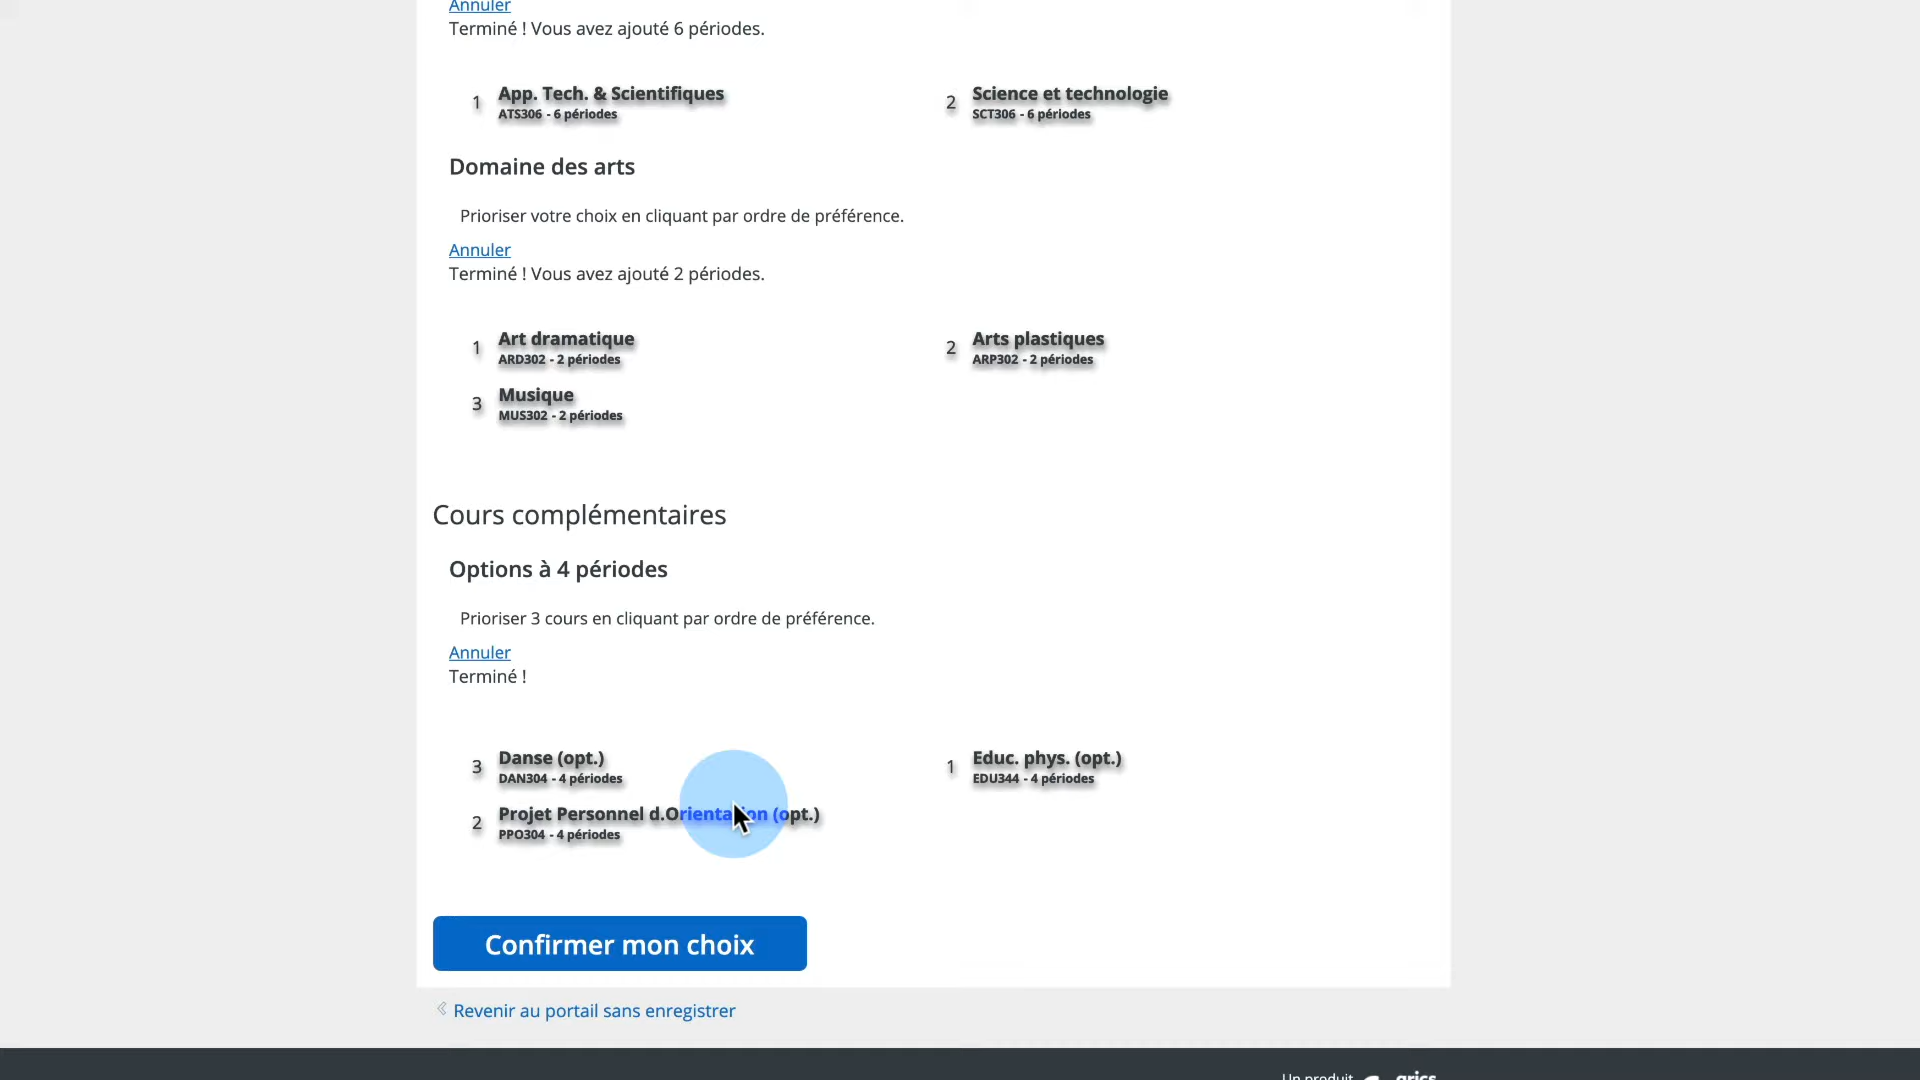 Annuler
Terminé ! Vous avez ajouté 6 périodes.
1 App. Tech. & Scientifiques
ATS306 - 6 périodes
2 Science et technologie
SCT306 - 6 périodes
Domaine des arts
Prioriser votre choix en cliquant par ordre de préférence.
Annuler
Terminé ! Vous avez ajouté 2 périodes.
1 Art dramatique
ARD302 - 2 périodes
2 Arts plastiques
ARP302 - 2 périodes
3 Musique
MUS302 - 2 périodes
Cours complémentaires
Options à 4 périodes
Prioriser 3 cours en cliquant par ordre de préférence.
Annuler
Terminé !
3 Danse (opt.)
DAN304 - 4 périodes
1 Educ. phys. (opt.)
EDU344 - 4 périodes
2 Projet Personnel d.Orientation (opt.)
PPO304 - 4 périodes
Confirmer mon choix
Revenir au portail sans enregistrer
Un produit grics